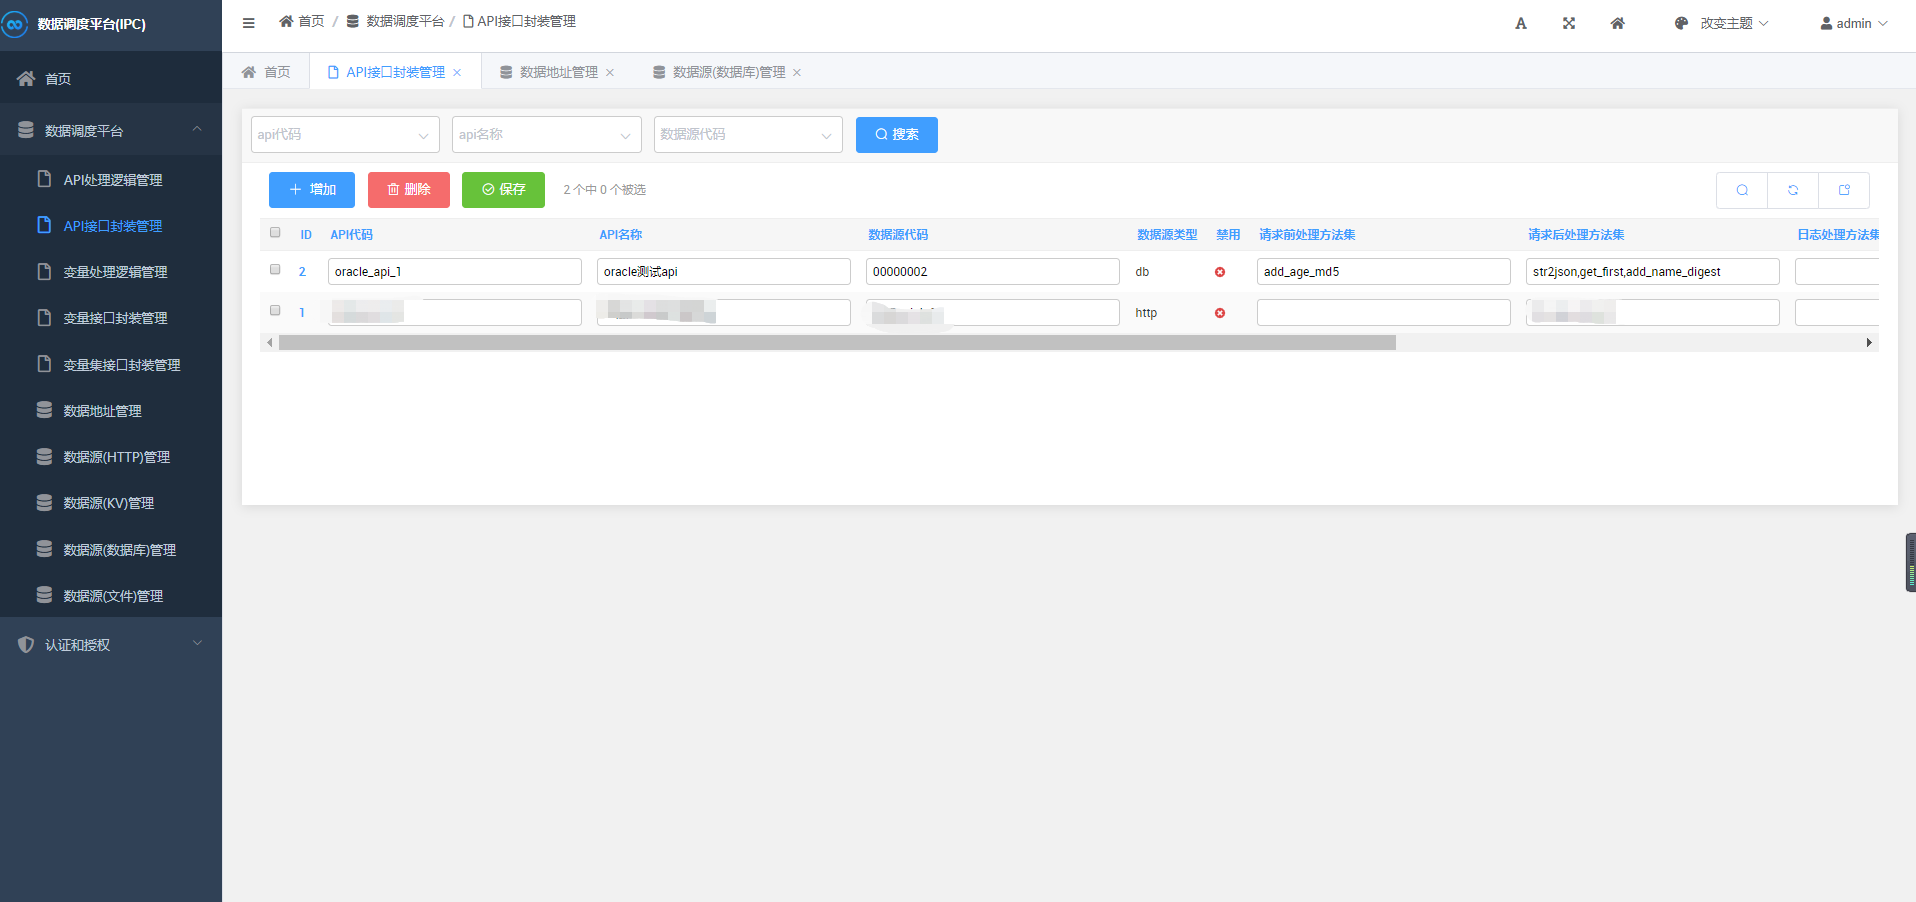 数据调度平台(IPC)
首页 / 数据调度平台 / API接口封装管理
A
改变主题
admin
首页
数据调度平台
API处理逻辑管理
API接口封装管理
变量处理逻辑管理
变量接口封装管理
变量集接口封装管理
数据地址管理
数据源(HTTP)管理
数据源(KV)管理
数据源(数据库)管理
数据源(文件)管理
认证和授权
首页 API接口封装管理 数据地址管理 数据源(数据库)管理
api代码 api名称 数据源代码 搜索
增加 删除 保存 2 个中 0 个被选
ID API代码 API名称 数据源代码 数据源类型 禁用 请求前处理方法集 请求后处理方法集 日志处理方法集
2 oracle_api_1 oracle测试api 00000002 db add_age_md5 str2json,get_first,add_name_digest
1 http